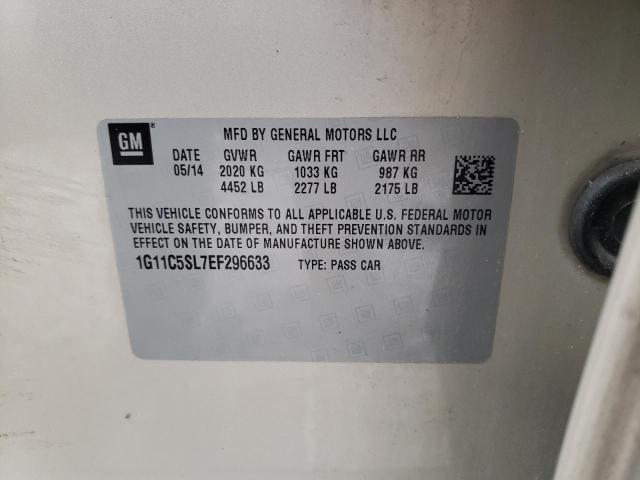 GM
MFD BY GENERAL MOTORS LLC
DATE GVWR GAWR FRT GAWR RR
05/14 2020 KG 1033 KG 987 KG
4452 LB 2277 LB 2175 LB
THIS VEHICLE CONFORMS TO ALL APPLICABLE U.S. FEDERAL MOTOR
VEHICLE SAFETY, BUMPER, AND THEFT PREVENTION STANDARDS IN
EFFECT ON THE DATE OF MANUFACTURE SHOWN ABOVE.
1G11C5SL7EF296633 TYPE: PASS CAR